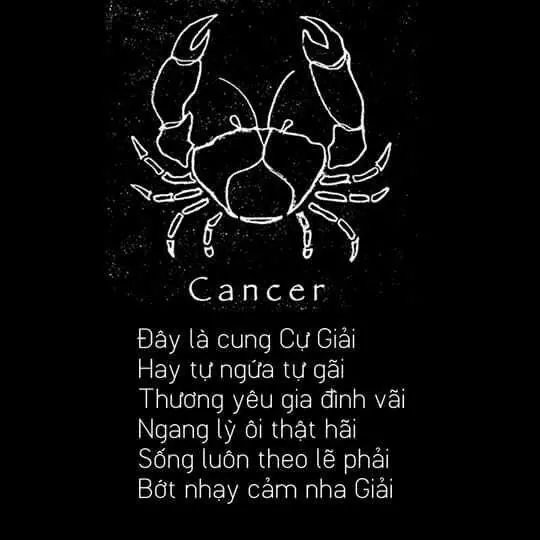 Cancer
Đây là cung Cự Giải
Hay tự ngứa tự gãi
Thương yêu gia đình vãi
Ngang lỳ ôi thật hãi
Sống luôn theo lẽ phải
Bớt nhạy cảm nha Giải